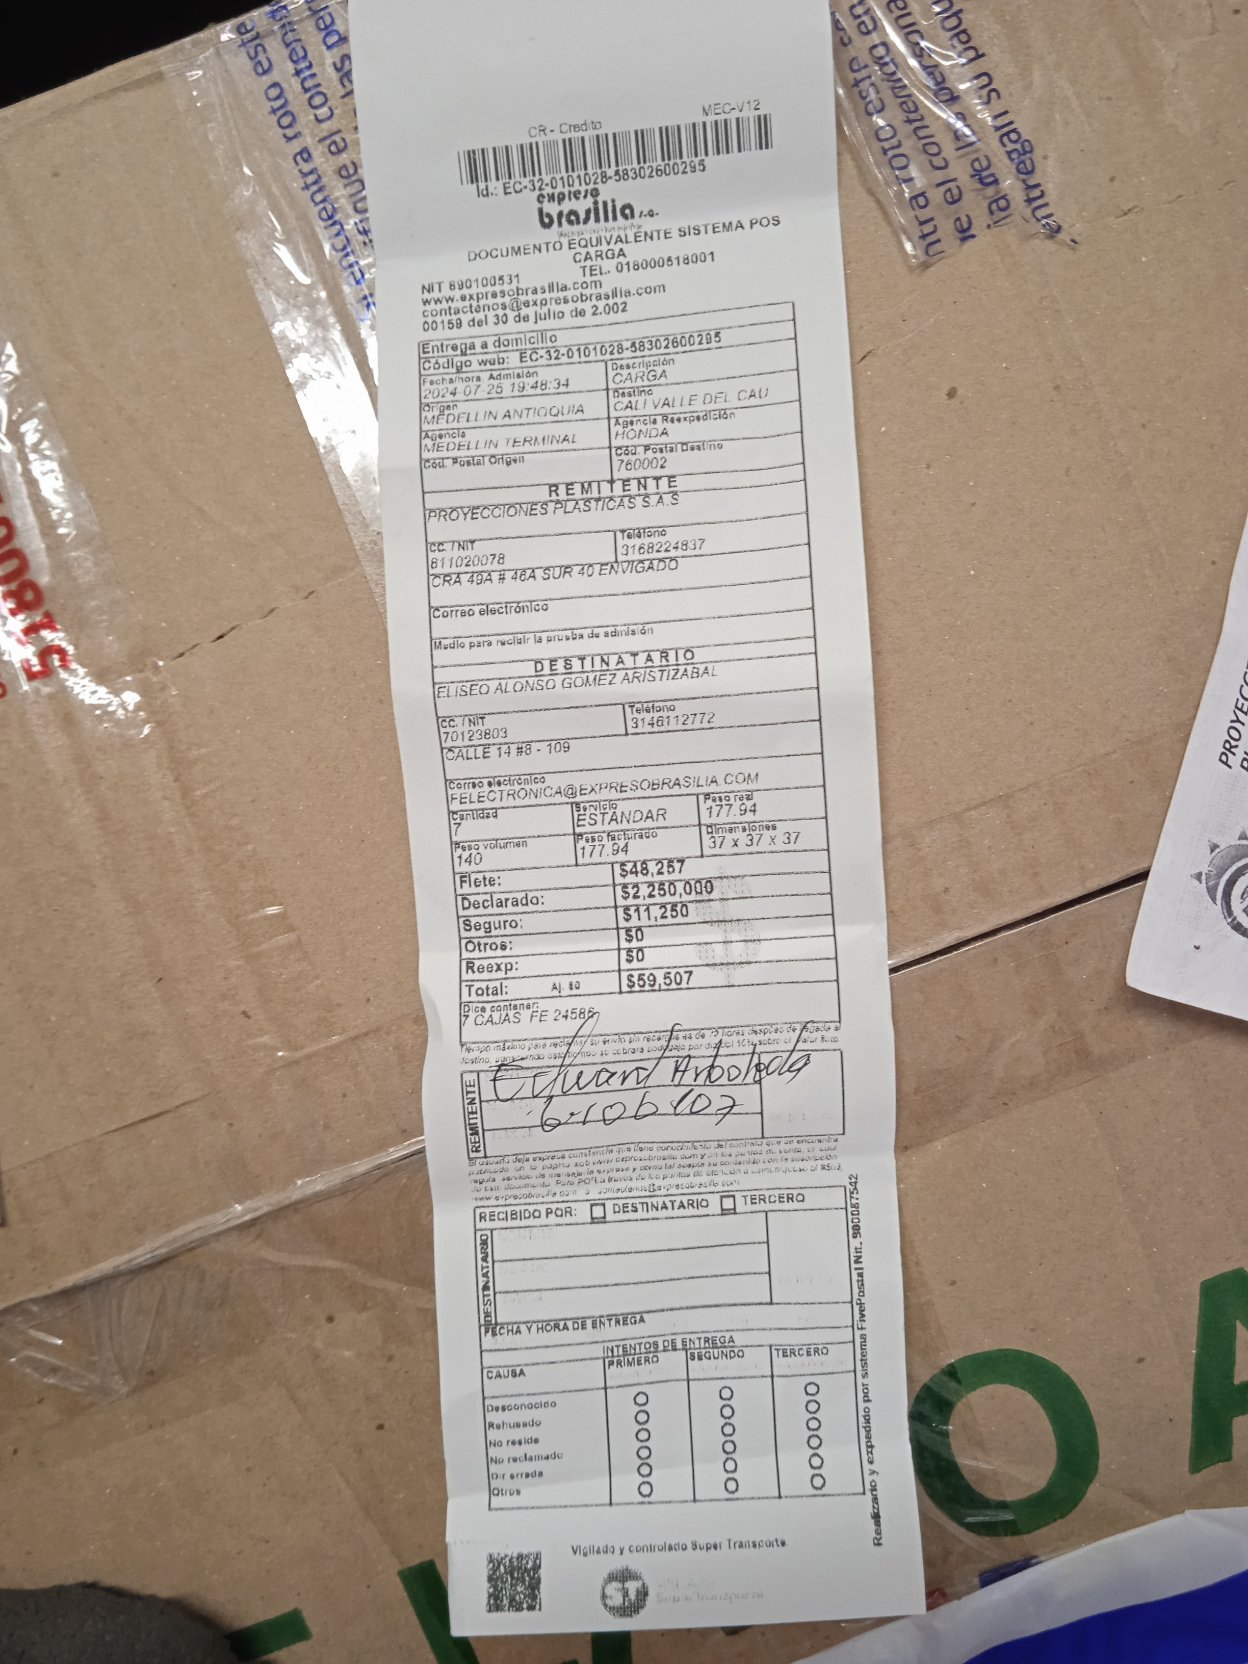 CR - Credito
MEC-V12
Id.: EC-32-0101028-58302600295
expreso
brasilia s.a.
DOCUMENTO EQUIVALENTE SISTEMA POS
CARGA
NIT 890100531
TEL. 018000518001
www.expresobrasilia.com
contactenos@expresobrasilia.com
00159 del 30 de julio de 2.002
Entrega a domicilio
Código web: EC-32-0101028-58302600295
Fecha/hora. Admisión
2024-07-25 19:48:34
Descripción
CARGA
Origen
MEDELLIN ANTIOQUIA
Destino
CALI VALLE DEL CAU
Agencia
MEDELLIN TERMINAL
Agencia Reexpedición
HONDA
Cód. Postal Origen
Cód. Postal Destino
760002
REMITENTE
PROYECCIONES PLASTICAS S.A.S
CC. / NIT
811020078
Teléfono
3168224837
CRA 49A # 46A SUR 40 ENVIGADO
Correo electrónico
Medio para recibir la prueba de admisión
DESTINATARIO
ELISEO ALONSO GOMEZ ARISTIZABAL
CC. / NIT
70123803
Teléfono
3146112772
CALLE 14 #8 - 109
Correo electrónico
FELECTRONICA@EXPRESOBRASILIA.COM
Cantidad
7
Servicio
ESTANDAR
Peso real
177.94
Peso volumen
140
Peso facturado
177.94
Dimensiones
37 x 37 x 37
Flete: $48,257
Declarado: $2,250,000
Seguro: $11,250
Otros: $0
Reexp: $0
Total: Aj. $0 $59,507
Dice contener:
7 CAJAS FE 24586
REMITENTE
Edward Arboleda
RECIBIDO POR: DESTINATARIO TERCERO
DESTINATARIO
FECHA Y HORA DE ENTREGA
INTENTOS DE ENTREGA
CAUSA PRIMERO SEGUNDO TERCERO
Desconocido
Rehusado
No reside
No reclamado
Dir errada
Otros
Realizado y expedido por sistema FivePostal Nit. 900087542
Vigilado y controlado Super Transporte
ST